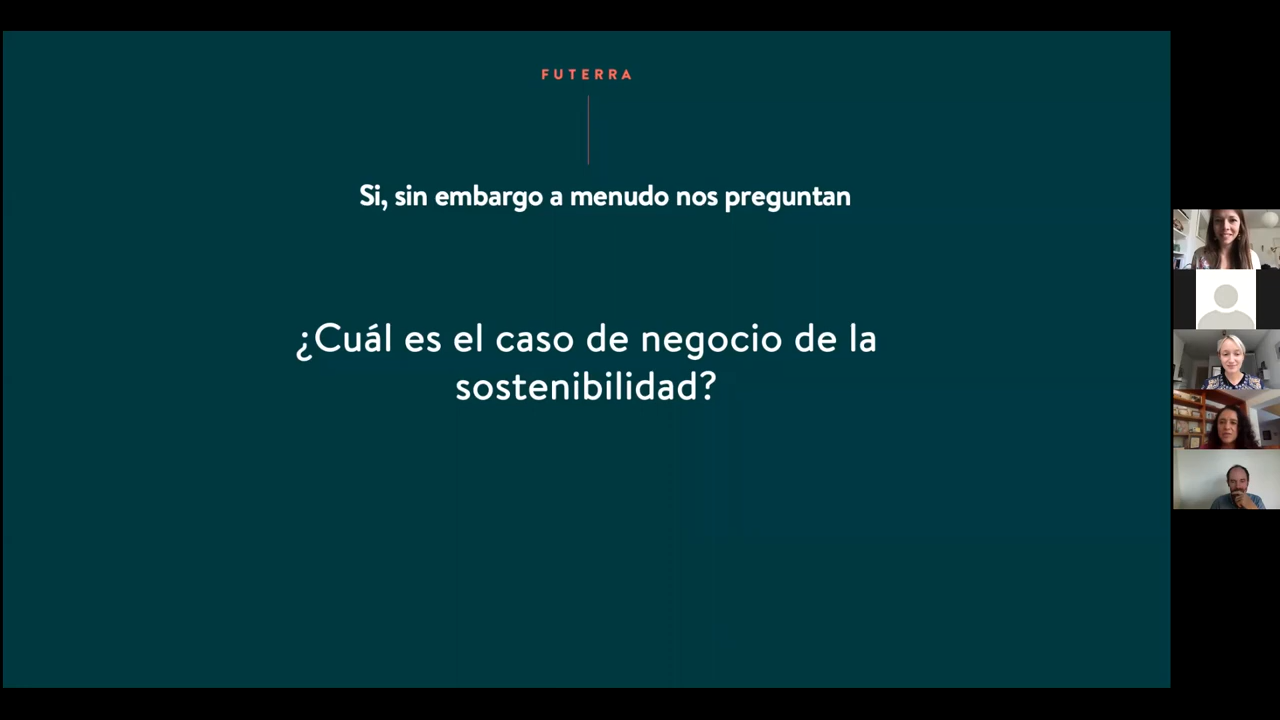 FUTERRA
Si, sin embargo a menudo nos preguntan
¿Cuál es el caso de negocio de la
sostenibilidad?